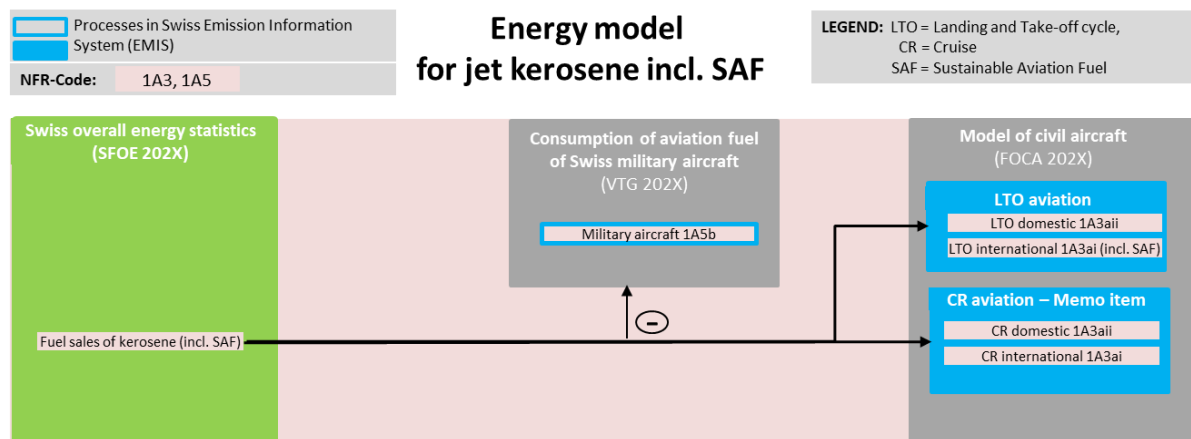 Processes in Swiss Emission Information
System (EMIS)
NFR-Code: 1A3, 1A5
Energy model
for jet kerosene incl. SAF
LEGEND: LTO = Landing and Take-off cycle,
CR = Cruise
SAF = Sustainable Aviation Fuel
Swiss overall energy statistics
(SFOE 202X)
Fuel sales of kerosene (incl. SAF)
Consumption of aviation fuel
of Swiss military aircraft
(VTG 202X)
Military aircraft 1A5b
-
Model of civil aircraft
(FOCA 202X)
LTO aviation
LTO domestic 1A3aii
LTO international 1A3ai (incl. SAF)
CR aviation – Memo item
CR domestic 1A3aii
CR international 1A3ai